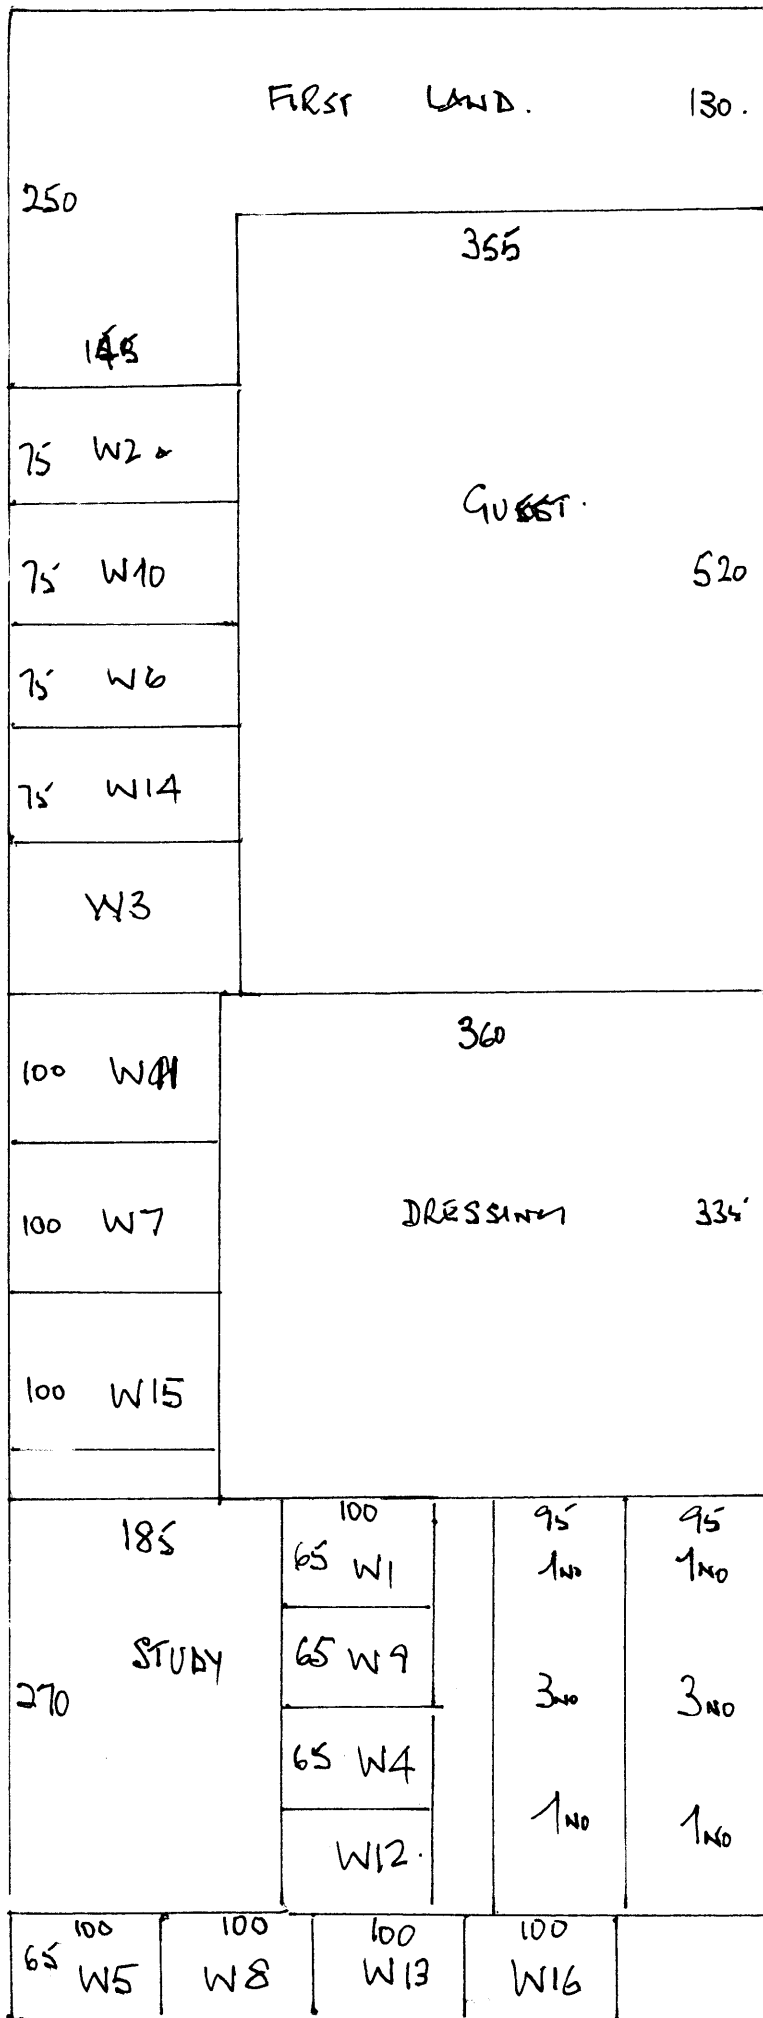 FIRST LAND. 130.
250
355
75 W2
GUEST.
75 W10
520
75 W6
75 W14
W3
360
100
100 W7
DRESSING 335
100 W15
185
100
95
95
65 W1
1NO
1NO
STUDY
65 W9
270
3NO
3NO
65 W4
1NO
1NO
W12.
100
100
100
100
65 W5
W8
W13
W16